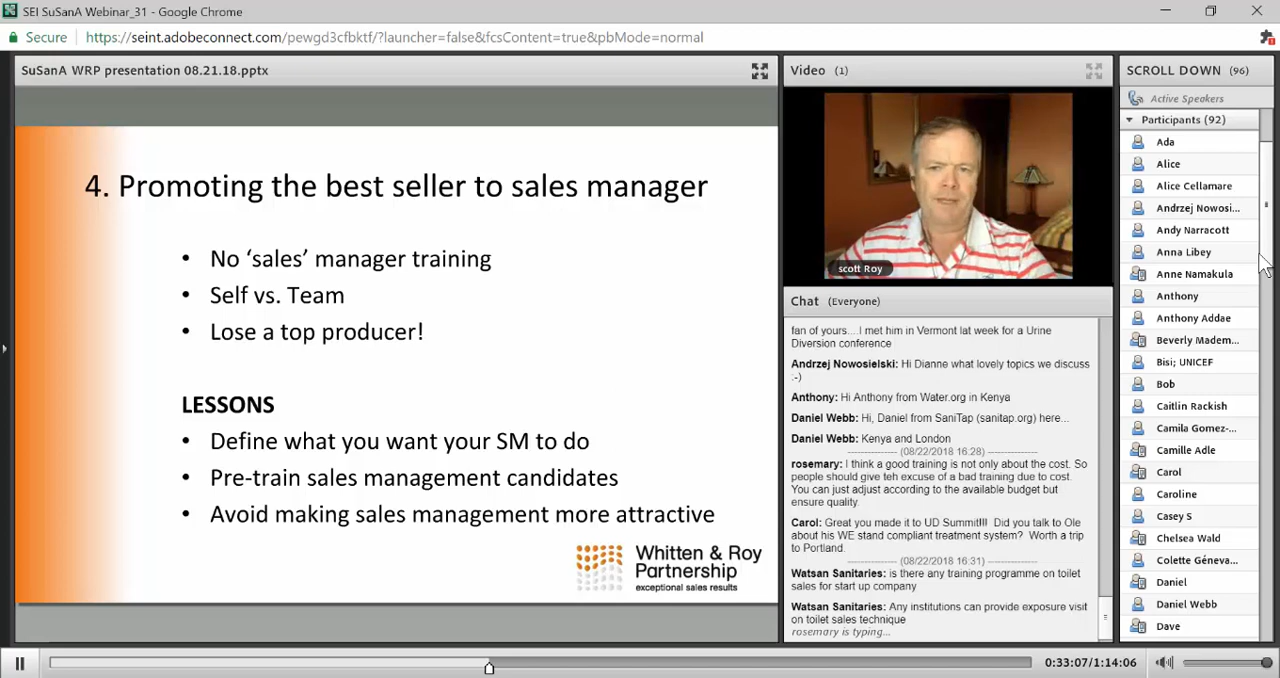 SEI SuSanA Webinar_31 - Google Chrome
Secure
https://seint.adobeconnect.com/pewgd3cfbktf/?launcher=false&fcsContent=true&pbMode=normal
SuSanA WRP presentation 08.21.18.pptx
4. Promoting the best seller to sales manager
• No ‘sales’ manager training
• Self vs. Team
• Lose a top producer!
LESSONS
• Define what you want your SM to do
• Pre-train sales management candidates
• Avoid making sales management more attractive
Whitten & Roy
Partnership
exceptional sales results
Video (1)
scott Roy
Chat (Everyone)
fan of yours....I met him in Vermont lat week for a Urine
Diversion conference
Andrzej Nowosielski: Hi Dianne what lovely topics we discuss
:-)
Anthony: Hi Anthony from Water.org in Kenya
Daniel Webb: Hi, Daniel from SaniTap (sanitap.org) here...
Daniel Webb: Kenya and London
--------------- (08/22/2018 16:28) ---------------
rosemary: I think a good training is not only about the cost. So
people should give teh excuse of a bad training due to cost.
You can just adjust according to the available budget but
ensure quality.
Carol: Great you made it to UD Summit!!! Did you talk to Ole
about his WE stand compliant treatment system? Worth a trip
to Portland.
--------------- (08/22/2018 16:31) ---------------
Watsan Sanitaries: is there any training programme on toilet
sales for start up company
Watsan Sanitaries: Any institutions can provide exposure visit
on toilet sales technique
rosemary is typing...
SCROLL DOWN (96)
Active Speakers
Participants (92)
Ada
Alice
Alice Cellamare
Andrzej Nowosi...
Andy Narracott
Anna Libey
Anne Namakula
Anthony
Anthony Addae
Beverly Madem...
Bisi; UNICEF
Bob
Caitlin Rackish
Camila Gomez-...
Camille Adle
Carol
Caroline
Casey S
Chelsea Wald
Colette Géneva...
Daniel
Daniel Webb
Dave
0:33:07/1:14:06